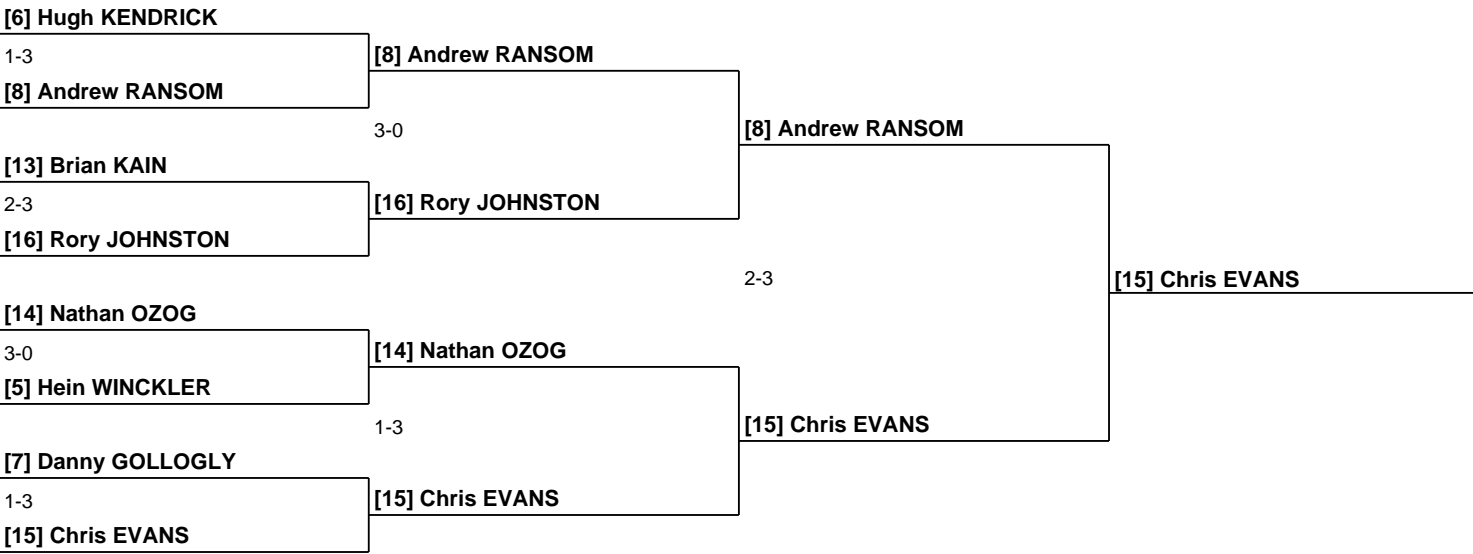 [6] Hugh KENDRICK
1-3
[8] Andrew RANSOM
[8] Andrew RANSOM
3-0
[8] Andrew RANSOM
[13] Brian KAIN
2-3
[16] Rory JOHNSTON
[16] Rory JOHNSTON
2-3
[15] Chris EVANS
[14] Nathan OZOG
3-0
[14] Nathan OZOG
[5] Hein WINCKLER
1-3
[15] Chris EVANS
[7] Danny GOLLOGLY
1-3
[15] Chris EVANS
[15] Chris EVANS